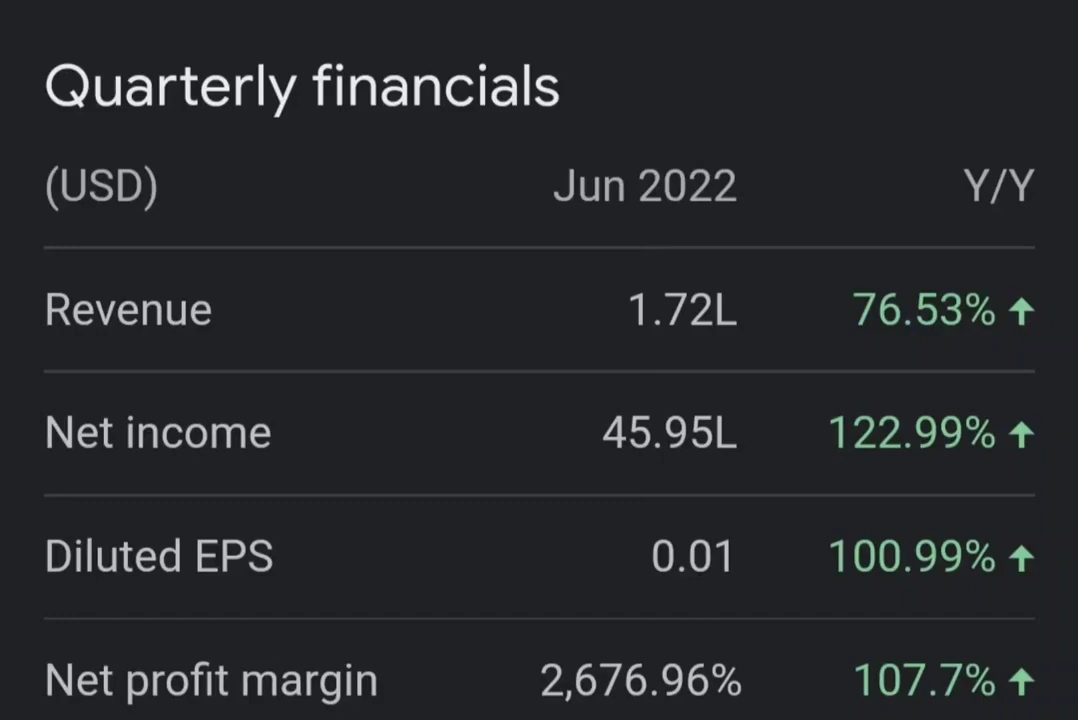 Quarterly financials
(USD) Jun 2022 Y/Y
Revenue 1.72L 76.53% ↑
Net income 45.95L 122.99% ↑
Diluted EPS 0.01 100.99% ↑
Net profit margin 2,676.96% 107.7% ↑